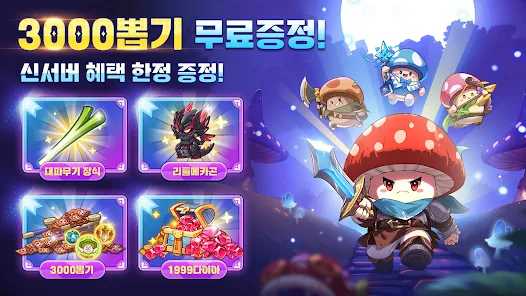 3000뽑기 무료증정!
신서버 혜택 한정 증정!
대파무기 장식
리틀메카곤
3000뽑기
1999다이아